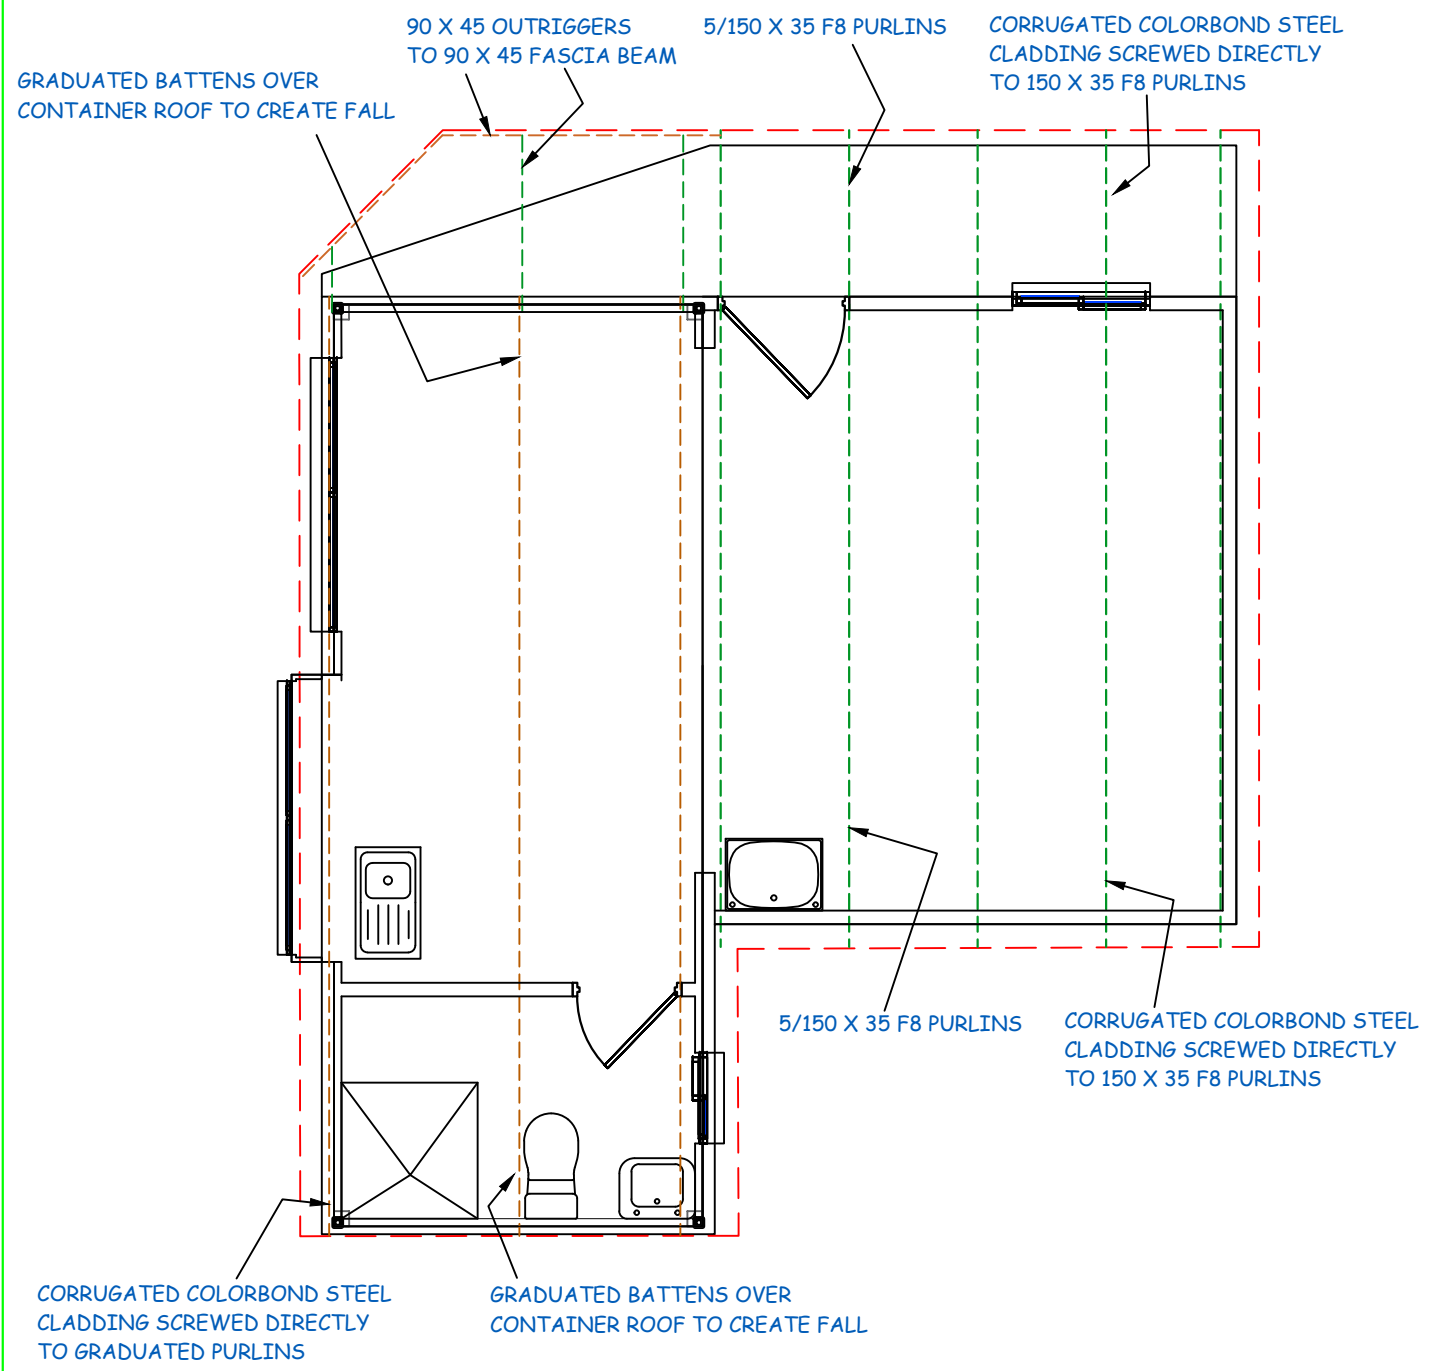 90 X 45 OUTRIGGERS
TO 90 X 45 FASCIA BEAM
5/150 X 35 F8 PURLINS
CORRUGATED COLORBOND STEEL
CLADDING SCREWED DIRECTLY
TO 150 X 35 F8 PURLINS
GRADUATED BATTENS OVER
CONTAINER ROOF TO CREATE FALL
5/150 X 35 F8 PURLINS
CORRUGATED COLORBOND STEEL
CLADDING SCREWED DIRECTLY
TO 150 X 35 F8 PURLINS
CORRUGATED COLORBOND STEEL
CLADDING SCREWED DIRECTLY
TO GRADUATED PURLINS
GRADUATED BATTENS OVER
CONTAINER ROOF TO CREATE FALL